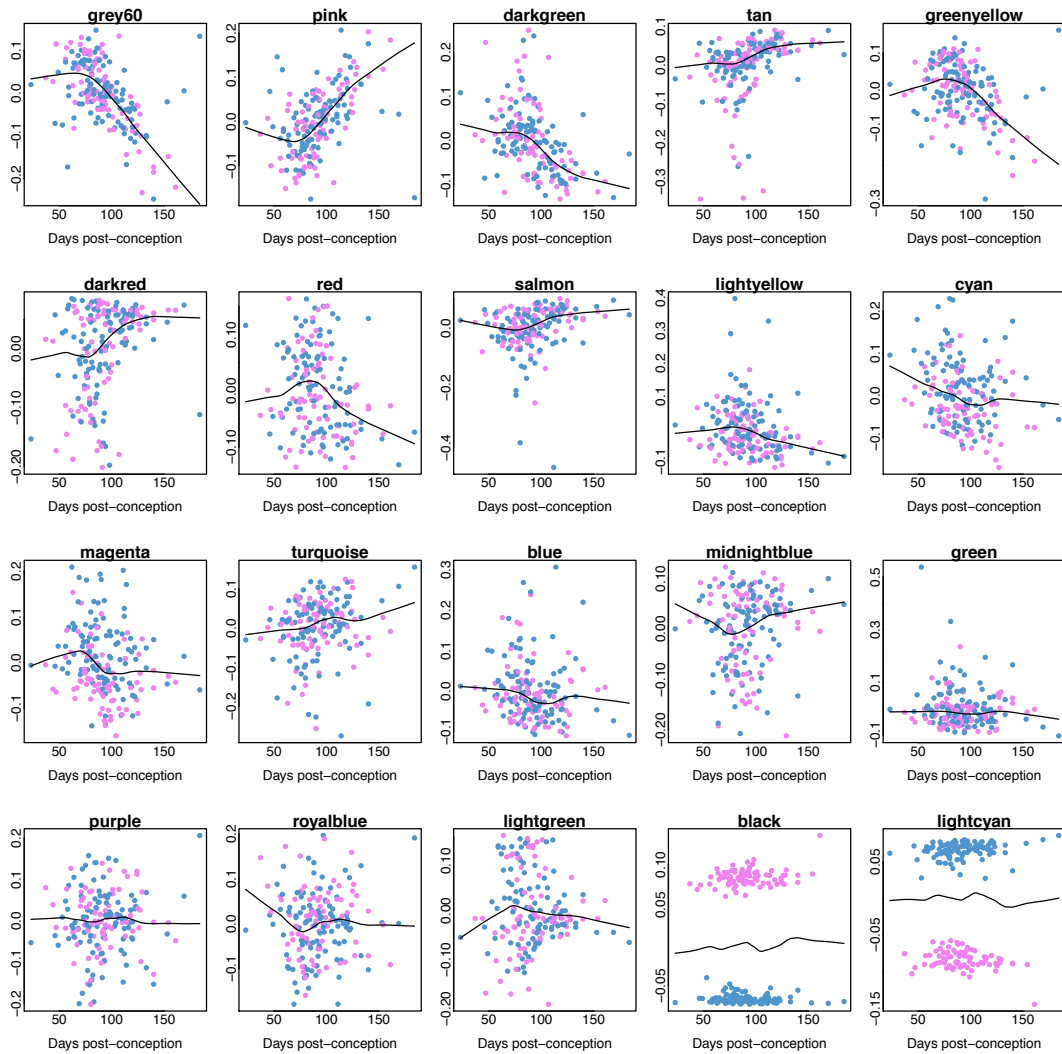 grey60
0.1
0.0
−0.1
−0.2
50 100 150
Days post−conception
pink
0.2
0.1
0.0
−0.1
50 100 150
Days post−conception
darkgreen
0.2
0.1
0.0
−0.1
50 100 150
Days post−conception
tan
0.1
0.0
−0.1
−0.2
−0.3
50 100 150
Days post−conception
greenyellow
0.1
0.0
−0.1
−0.3
50 100 150
Days post−conception
darkred
0.00
−0.10
−0.20
50 100 150
Days post−conception
red
0.10
0.00
−0.10
50 100 150
Days post−conception
salmon
0.0
−0.2
−0.4
50 100 150
Days post−conception
lightyellow
0.4
0.3
0.2
0.1
−0.1
50 100 150
Days post−conception
cyan
0.2
0.1
0.0
−0.1
50 100 150
Days post−conception
magenta
0.2
0.1
0.0
−0.1
50 100 150
Days post−conception
turquoise
0.1
0.0
−0.1
−0.2
50 100 150
Days post−conception
blue
0.3
0.2
0.1
0.0
−0.1
50 100 150
Days post−conception
midnightblue
0.10
0.00
−0.10
−0.20
50 100 150
Days post−conception
green
0.5
0.3
0.1
−0.1
50 100 150
Days post−conception
purple
0.2
0.1
0.0
−0.1
−0.2
50 100 150
Days post−conception
royalblue
0.2
0.1
0.0
−0.1
50 100 150
Days post−conception
lightgreen
0.20
0.10
0.00
−0.10
−0.20
50 100 150
Days post−conception
black
0.10
0.05
−0.05
50 100 150
Days post−conception
lightcyan
0.05
−0.05
−0.15
50 100 150
Days post−conception